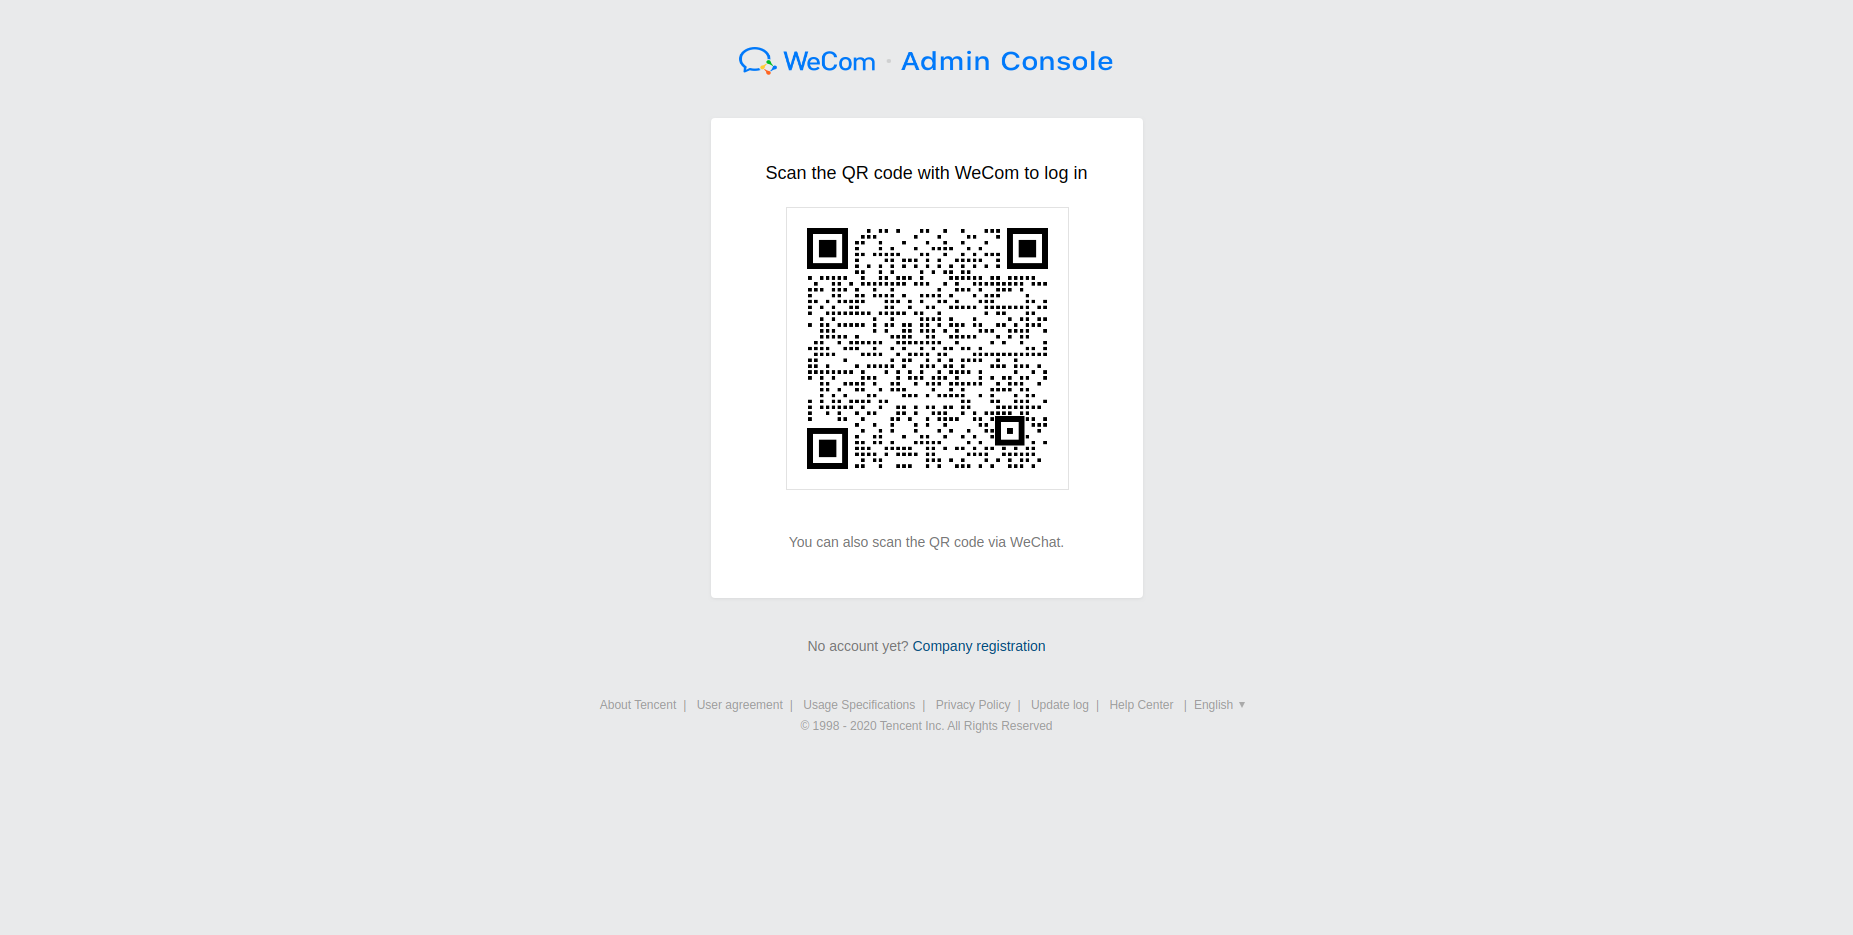 WeCom · Admin Console
Scan the QR code with WeCom to log in
You can also scan the QR code via WeChat.
No account yet? Company registration
About Tencent | User agreement | Usage Specifications | Privacy Policy | Update log | Help Center | English ▼
© 1998 - 2020 Tencent Inc. All Rights Reserved